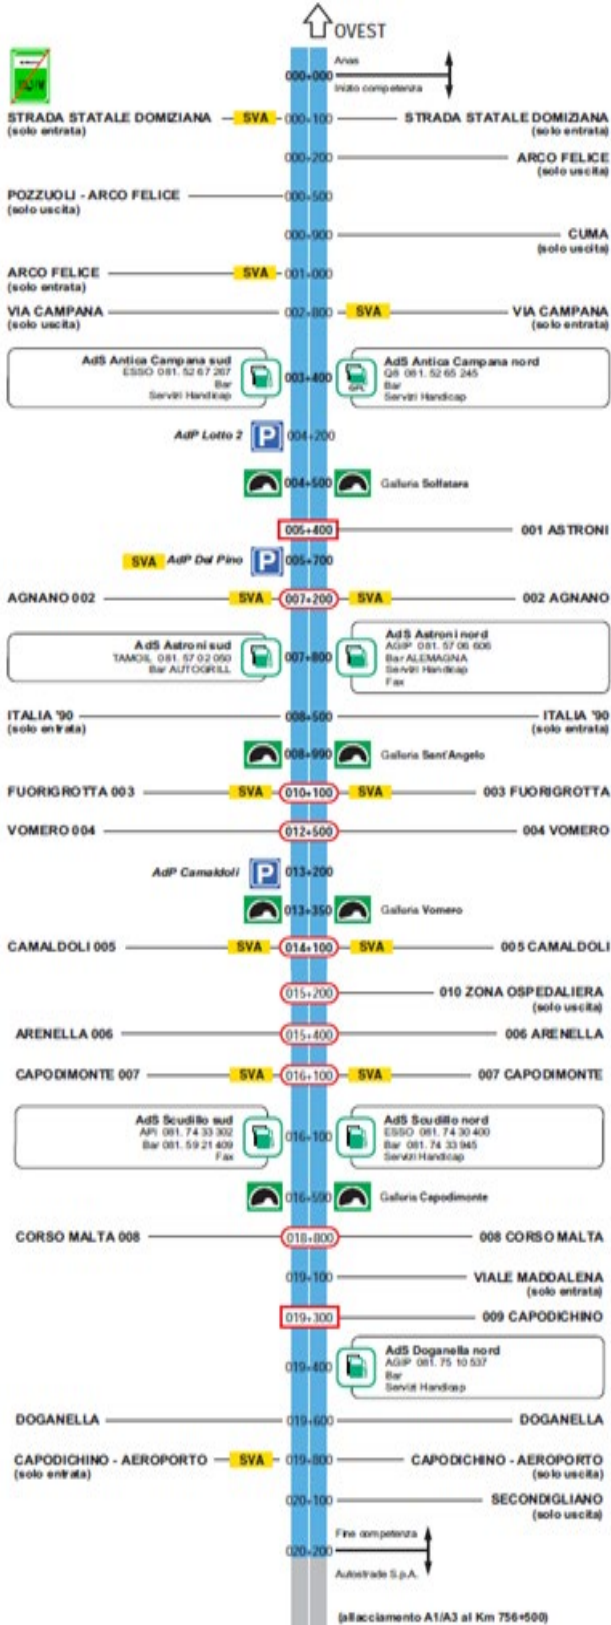 OVEST
Anas
000+000
Inizio competenza
STRADA STATALE DOMIZIANA SVA 000+100 STRADA STATALE DOMIZIANA
(solo entrata) (solo entrata)
000+200 ARCO FELICE
(solo uscita)
POZZUOLI - ARCO FELICE 000+500
(solo uscita)
000+900 CUMA
(solo uscita)
ARCO FELICE SVA 001+000
(solo entrata)
VIA CAMPANA 002+800 SVA VIA CAMPANA
(solo uscita) (solo entrata)
AdS Antica Campana sud
ESSO 081. 52 67 267
Bar
Servizi Handicap
003+400
AdS Antica Campana nord
Q8 081. 52 65 245
Bar
Servizi Handicap
GPL
AdP Lotto 2 P 004+200
004+500 Galleria Solfatara
005+400 001 ASTRONI
SVA AdP Del Pino P 005+700
AGNANO 002 SVA 007+200 SVA 002 AGNANO
AdS Astroni sud
TAMOIL 081. 57 02 050
Bar AUTOGRILL
007+800
AdS Astroni nord
AGIP 081. 57 06 606
Bar ALEMAGNA
Servizi Handicap
Fax
ITALIA '90 008+500 ITALIA '90
(solo entrata) (solo entrata)
008+990 Galleria Sant'Angelo
FUORIGROTTA 003 SVA 010+100 SVA 003 FUORIGROTTA
VOMERO 004 012+500 004 VOMERO
AdP Camaldoli P 013+200
013+350 Galleria Vomero
CAMALDOLI 005 SVA 014+100 SVA 005 CAMALDOLI
015+200 010 ZONA OSPEDALIERA
(solo uscita)
ARENELLA 006 015+400 006 ARENELLA
CAPODIMONTE 007 SVA 016+100 SVA 007 CAPODIMONTE
AdS Scudillo sud
API 081. 74 33 302
Bar 081. 59 21 409
Fax
016+100
AdS Scudillo nord
ESSO 081. 74 30 400
Bar 081. 74 33 945
Servizi Handicap
016+590 Galleria Capodimonte
CORSO MALTA 008 018+800 008 CORSO MALTA
019+100 VIALE MADDALENA
(solo entrata)
019+300 009 CAPODICHINO
019+400
AdS Doganella nord
AGIP 081. 75 10 537
Bar
Servizi Handicap
DOGANELLA 019+600 DOGANELLA
CAPODICHINO - AEROPORTO SVA 019+800 CAPODICHINO - AEROPORTO
(solo entrata) (solo uscita)
020+100 SECONDIGLIANO
(solo uscita)
Fine competenza
020+200
Autostrade S.p.A.
(allacciamento A1/A3 al Km 756+500)